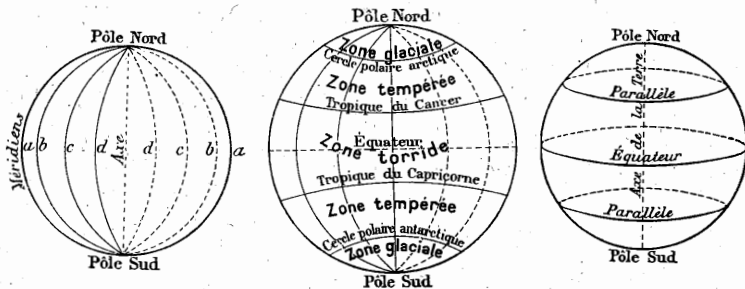 Pôle Nord
Méridiens
a b c d Axe d c b a
Pôle Sud
Pôle Nord
Zone glaciale
Cercle polaire arctique
Zone tempérée
Tropique du Cancer
Équateur
Zone torride
Tropique du Capricorne
Zone tempérée
Cercle polaire antarctique
Zone glaciale
Pôle Sud
Pôle Nord
Parallèle
Équateur
Parallèle
Axe de la Terre
Pôle Sud